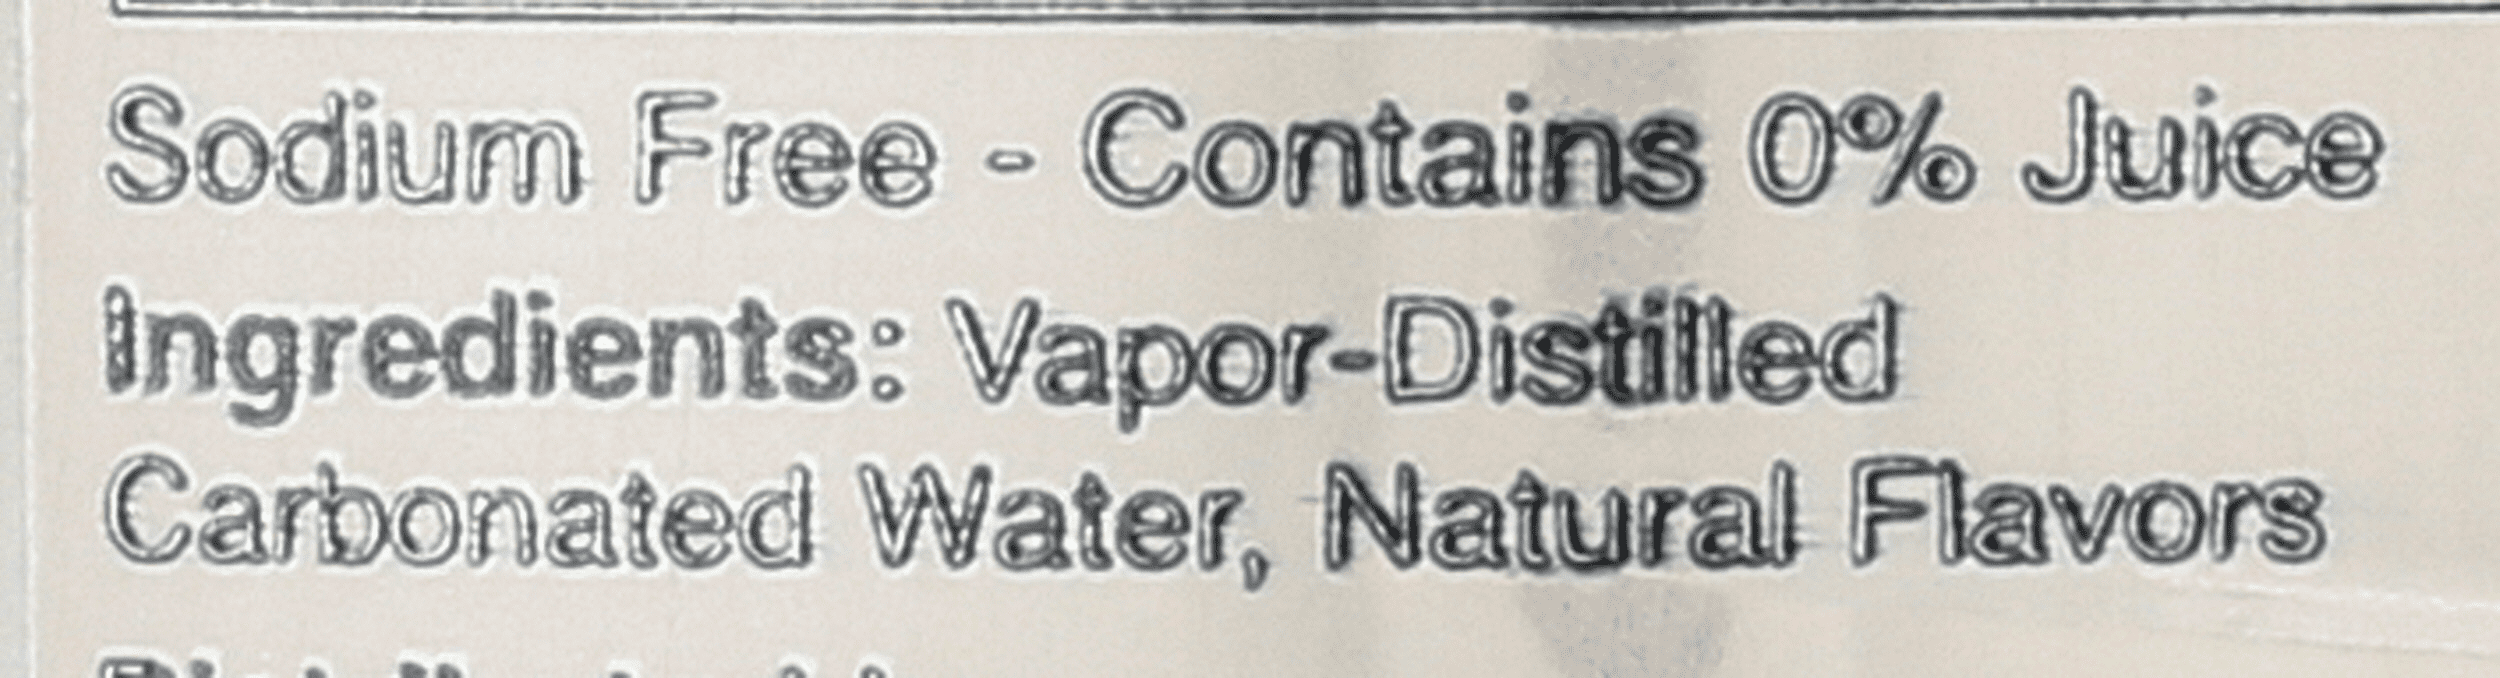 Sodium Free - Contains 0% Juice
Ingredients: Vapor-Distilled
Carbonated Water, Natural Flavors